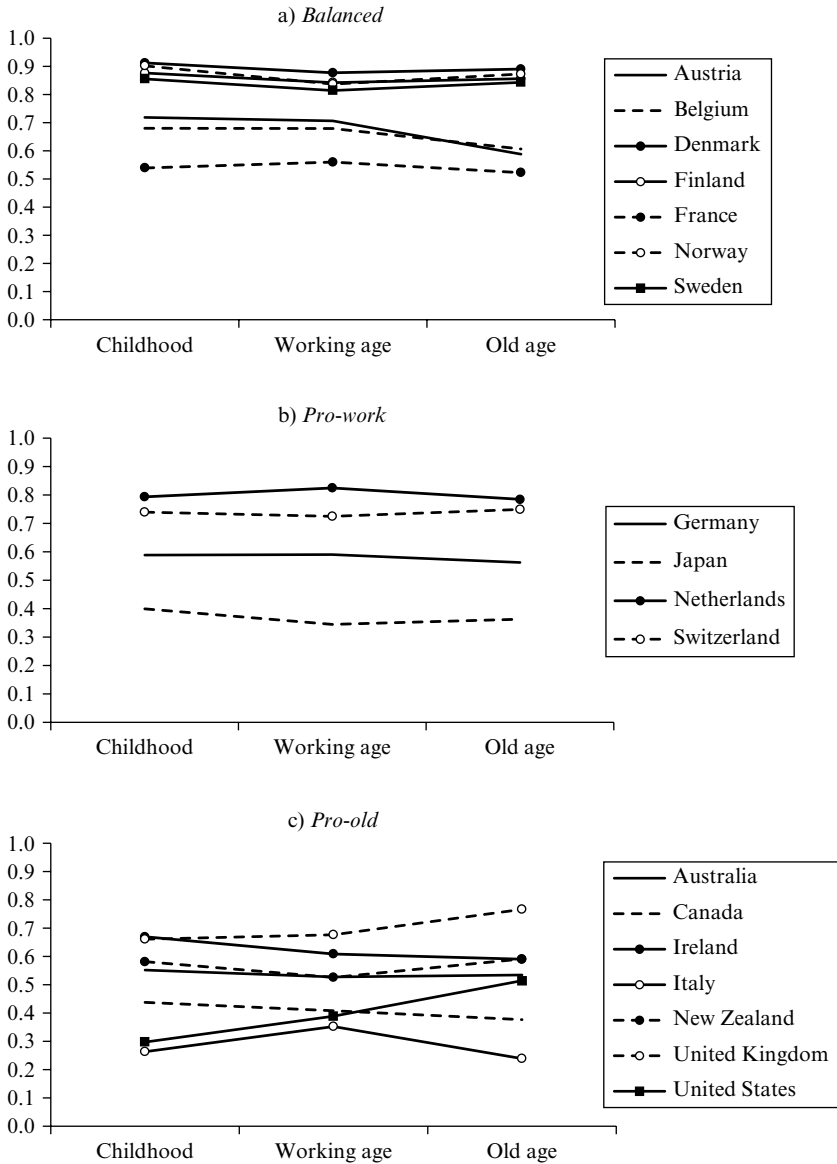 a) Balanced
1.0
0.9
0.8
0.7
0.6
0.5
0.4
0.3
0.2
0.1
0.0
Childhood Working age Old age
Austria
Belgium
Denmark
Finland
France
Norway
Sweden
b) Pro-work
1.0
0.9
0.8
0.7
0.6
0.5
0.4
0.3
0.2
0.1
0.0
Childhood Working age Old age
Germany
Japan
Netherlands
Switzerland
c) Pro-old
1.0
0.9
0.8
0.7
0.6
0.5
0.4
0.3
0.2
0.1
0.0
Childhood Working age Old age
Australia
Canada
Ireland
Italy
New Zealand
United Kingdom
United States